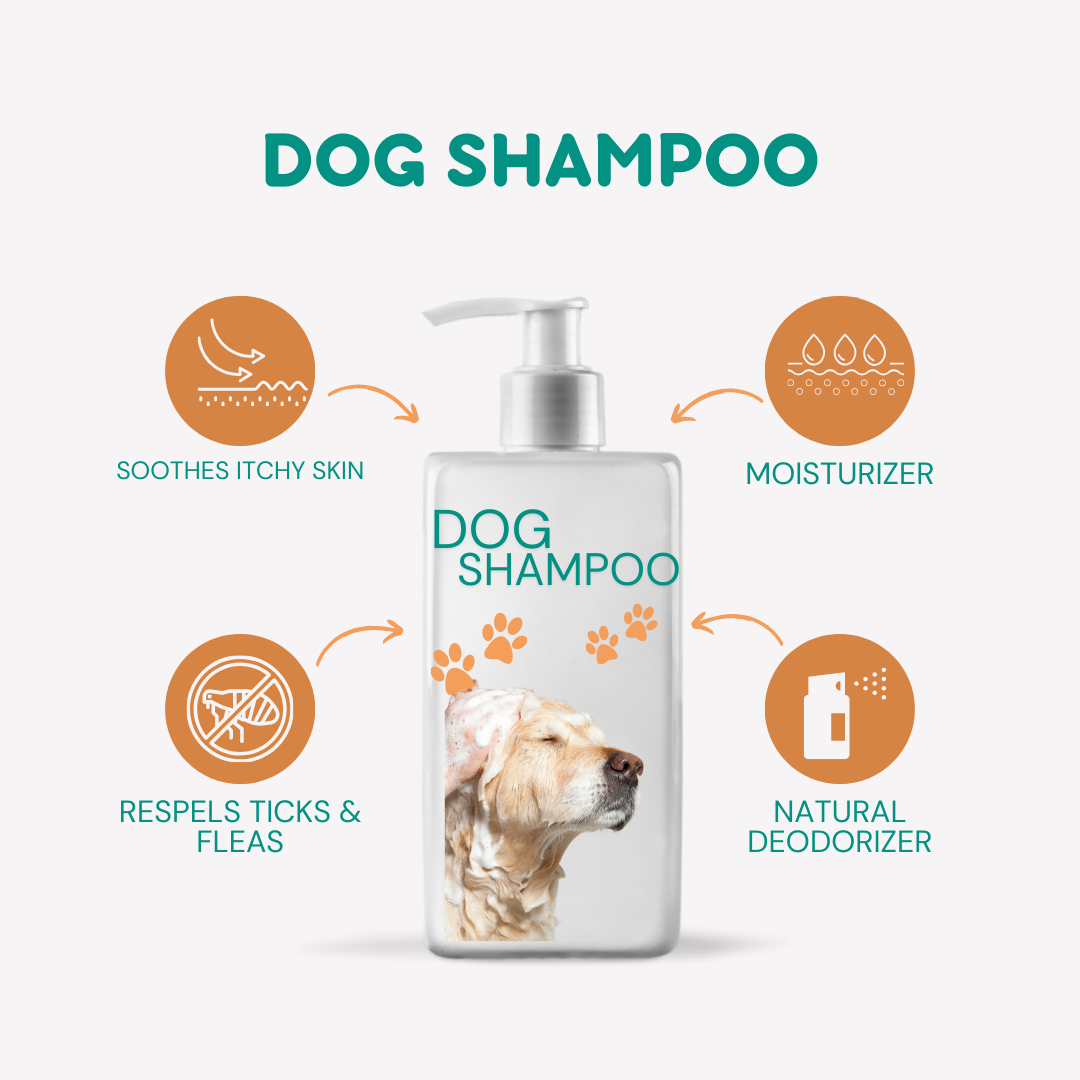 DOG SHAMPOO
SOOTHES ITCHY SKIN
MOISTURIZER
DOG
SHAMPOO
RESPELS TICKS &
FLEAS
NATURAL
DEODORIZER